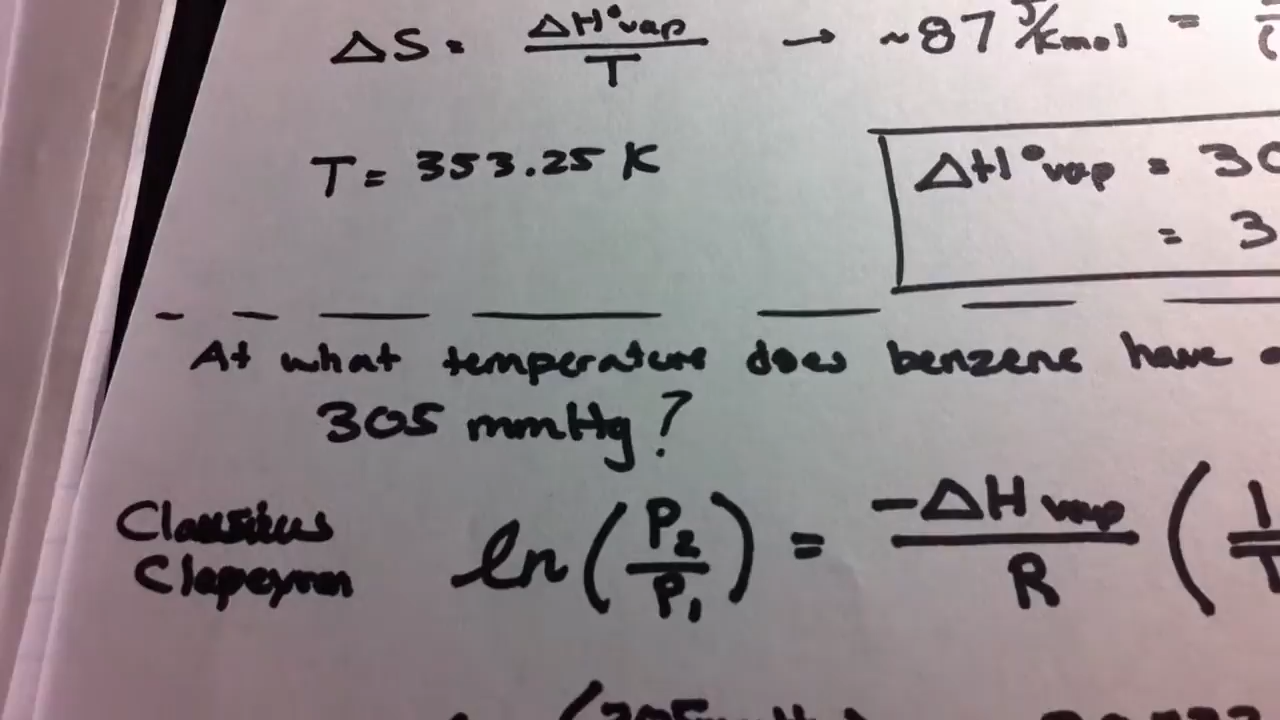 ΔS = ΔH°vap / T → ~87 J/Kmol =
T = 353.25 K
ΔH°vap = 30
= 3
At what temperature does benzene have
305 mmHg?
Clausius
Clapeyron
ln(P2/P1) = -ΔHvap / R (1